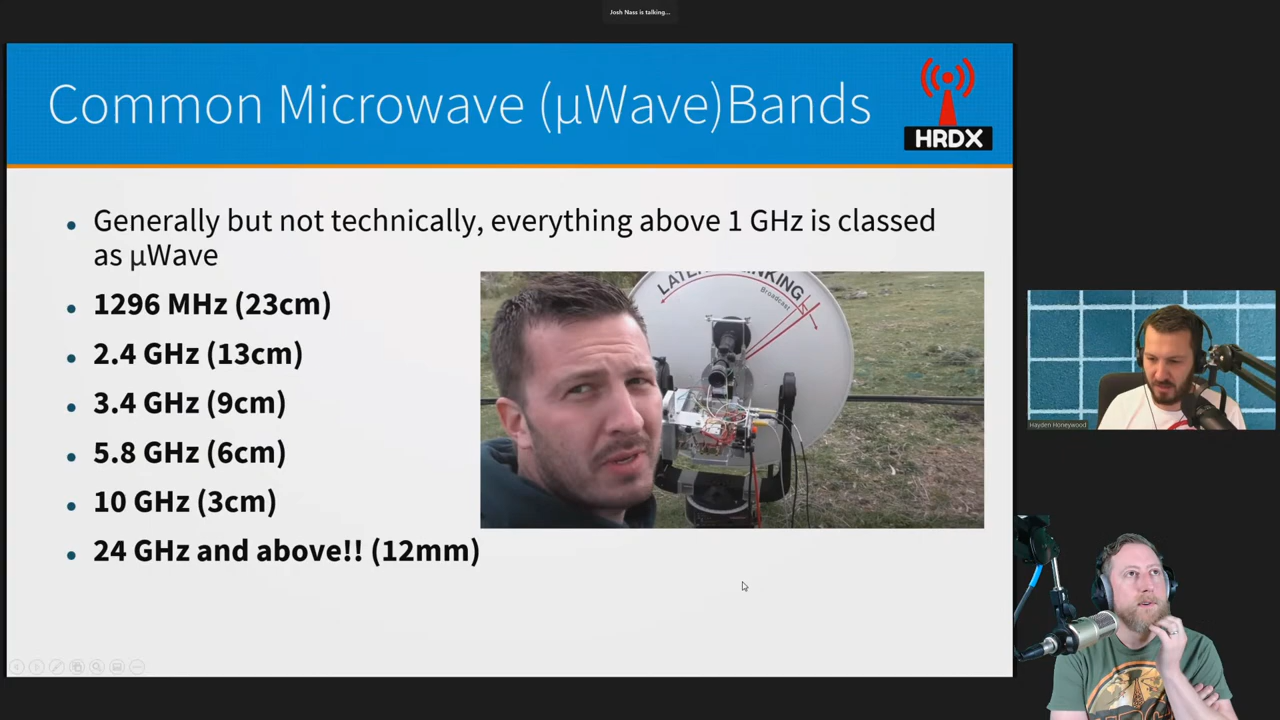 Josh Nass is talking...
Common Microwave (µWave)Bands
HRDX
Generally but not technically, everything above 1 GHz is classed
as µWave
1296 MHz (23cm)
2.4 GHz (13cm)
3.4 GHz (9cm)
5.8 GHz (6cm)
10 GHz (3cm)
24 GHz and above!! (12mm)
Broadcast
Hayden Honeywood